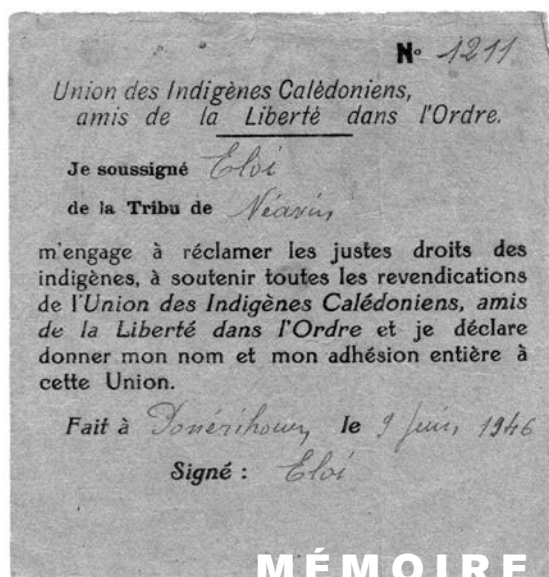 N° 1211
Union des Indigènes Calédoniens,
amis de la Liberté dans l'Ordre.
Je soussigné Eloi
de la Tribu de Néavin
m'engage à réclamer les justes droits des
indigènes, à soutenir toutes les revendications
de l'Union des Indigènes Calédoniens, amis
de la Liberté dans l'Ordre et je déclare
donner mon nom et mon adhésion entière à
cette Union.
Fait à Ponérihouen le 9 Juin 1946
Signé : Eloi
MÉMOIRE